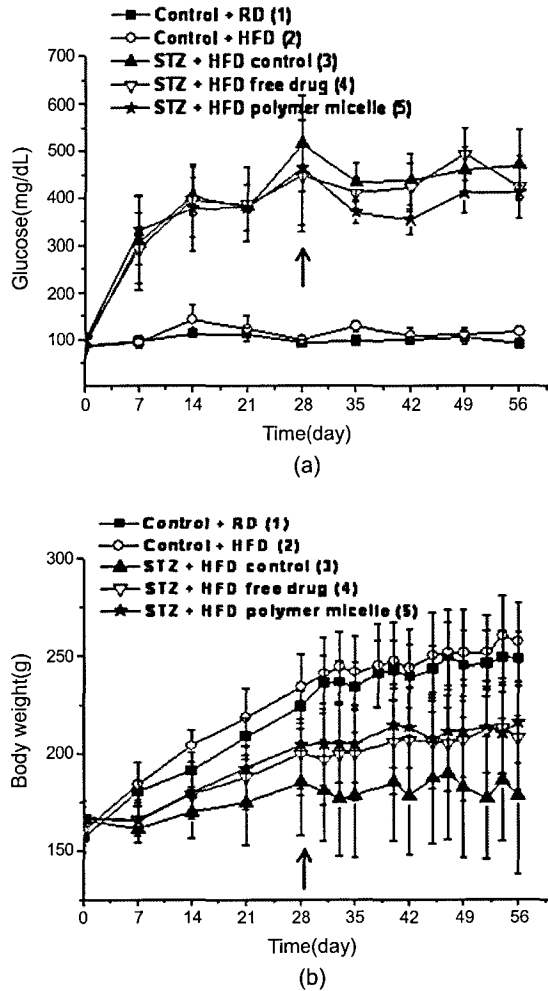 Control + RD (1)
Control + HFD (2)
STZ + HFD control (3)
STZ + HFD free drug (4)
STZ + HFD polymer micelle (5)
700
600
500
400
300
200
100
Glucose(mg/dL)
0 7 14 21 28 35 42 49 56
Time(day)
(a)
Control + RD (1)
Control + HFD (2)
STZ + HFD control (3)
STZ + HFD free drug (4)
STZ + HFD polymer micelle (5)
300
250
200
150
125
Body weight(g)
0 7 14 21 28 35 42 49 56
Time(day)
(b)